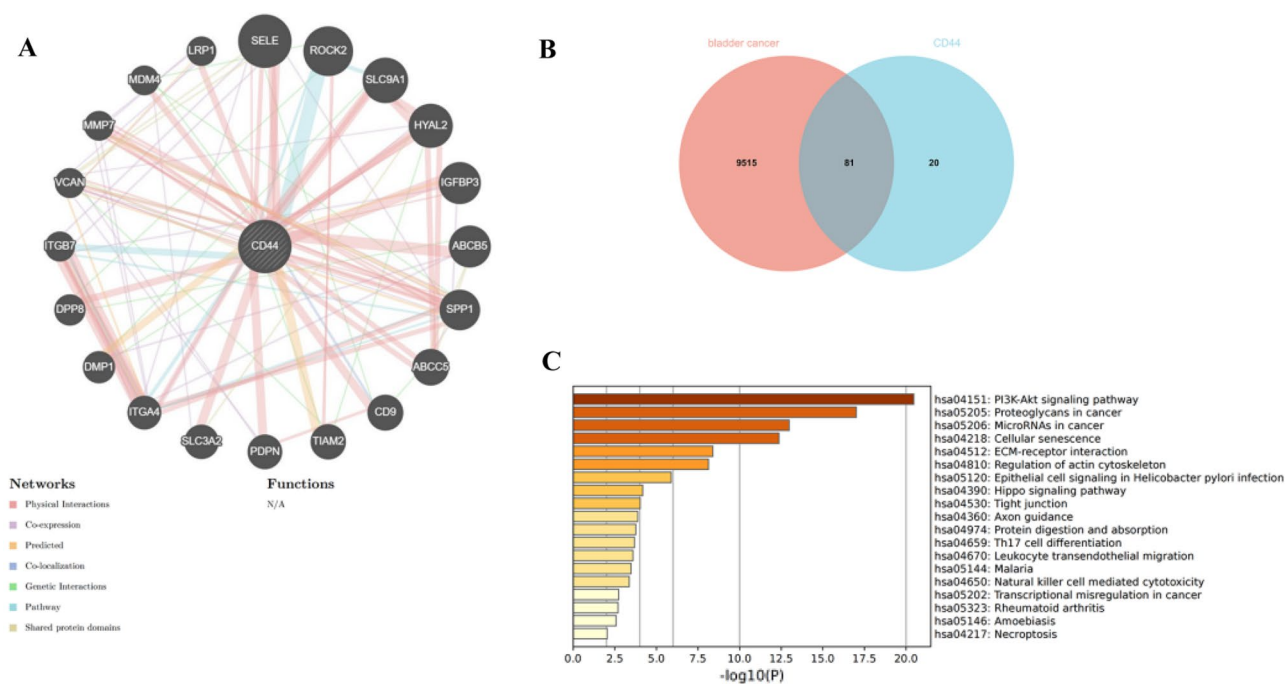 A
SELE
ROCK2
SLC9A1
HYAL2
IGFBP3
ABCB5
SPP1
ABCC5
CD9
TIAM2
PDPN
SLC3A2
ITGA4
DMP1
DPP8
ITGB7
VCAN
MMP7
MDM4
LRP1
CD44
Networks
Physical Interactions
Co-expression
Predicted
Co-localization
Genetic Interactions
Pathway
Shared protein domains
Functions
N/A
B
bladder cancer
CD44
9515
81
20
C
hsa04151: PI3K-Akt signaling pathway
hsa05205: Proteoglycans in cancer
hsa05206: MicroRNAs in cancer
hsa04218: Cellular senescence
hsa04512: ECM-receptor interaction
hsa04810: Regulation of actin cytoskeleton
hsa05120: Epithelial cell signaling in Helicobacter pylori infection
hsa04390: Hippo signaling pathway
hsa04530: Tight junction
hsa04360: Axon guidance
hsa04974: Protein digestion and absorption
hsa04659: Th17 cell differentiation
hsa04670: Leukocyte transendothelial migration
hsa05144: Malaria
hsa04650: Natural killer cell mediated cytotoxicity
hsa05202: Transcriptional misregulation in cancer
hsa05323: Rheumatoid arthritis
hsa05146: Amoebiasis
hsa04217: Necroptosis
0.0 2.5 5.0 7.5 10.0 12.5 15.0 17.5 20.0
-log10(P)